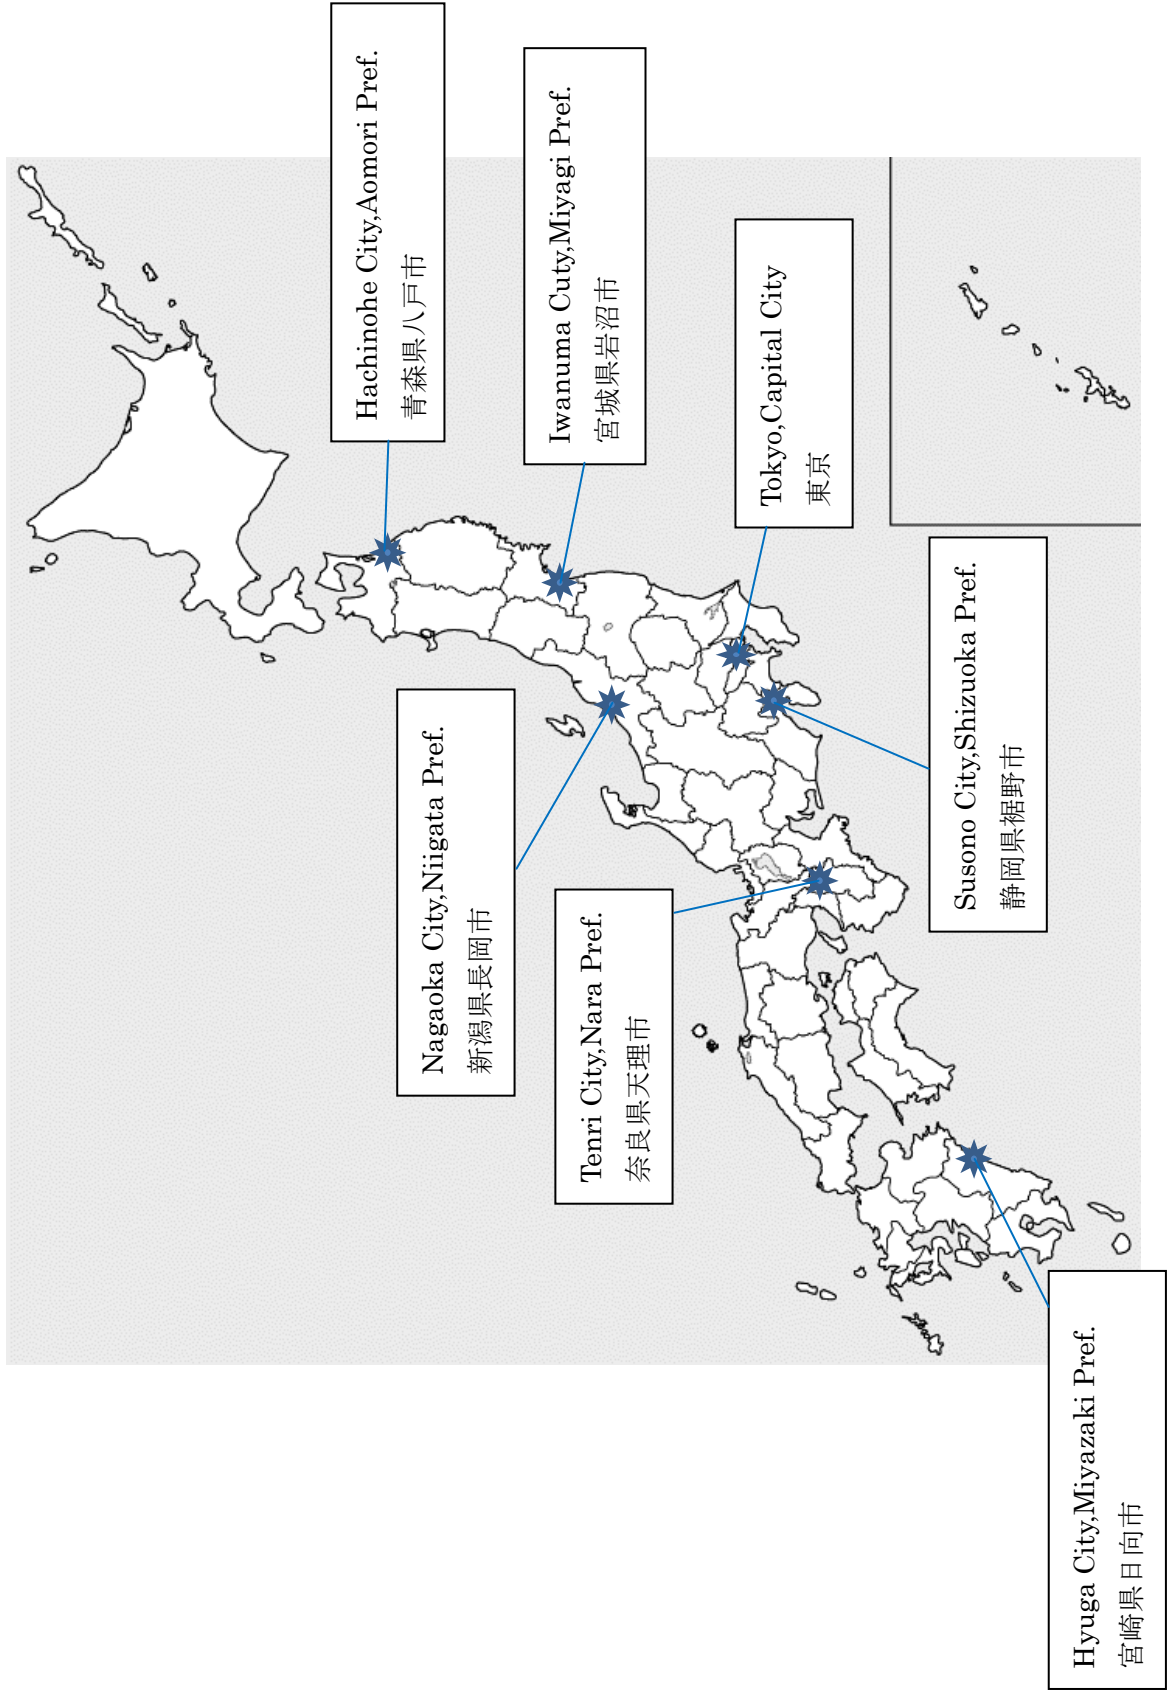 Hachinohe City,Aomori Pref.
青森県八戸市
Iwanuma Cuty,Miyagi Pref.
宮城県岩沼市
Tokyo,Capital City
東京
Nagaoka City,Niigata Pref.
新潟県長岡市
Susono City,Shizuoka Pref.
静岡県裾野市
Tenri City,Nara Pref.
奈良県天理市
Hyuga City,Miyazaki Pref.
宮崎県日向市